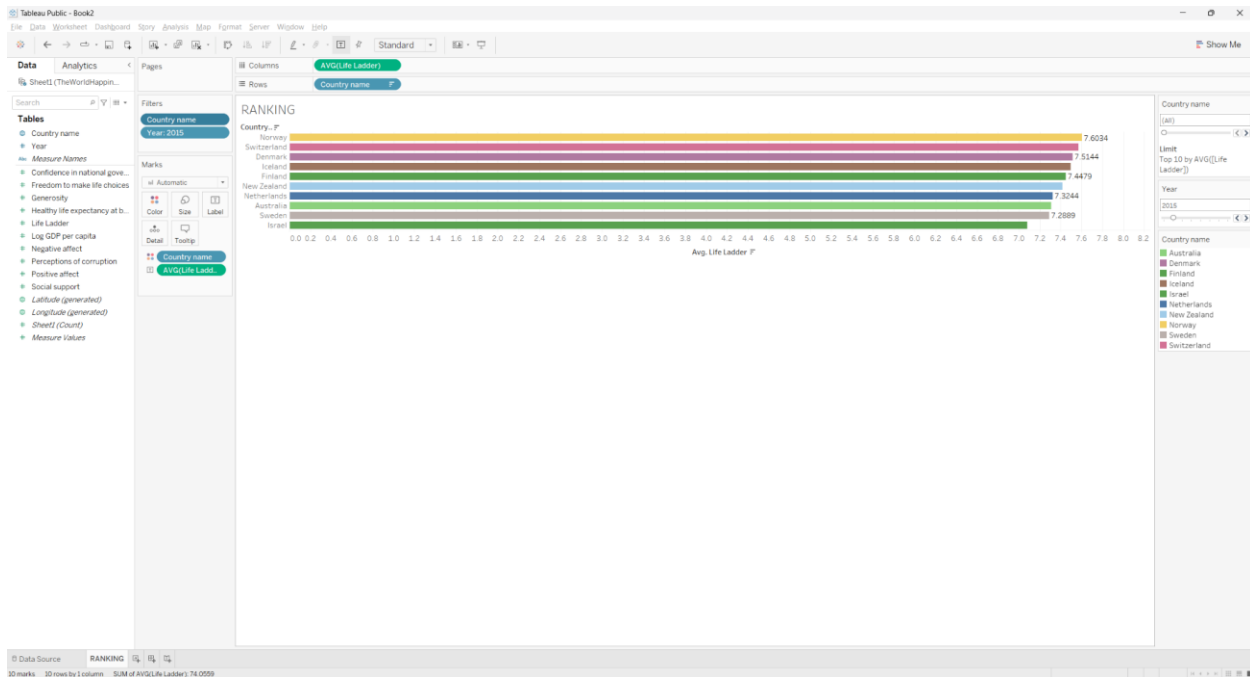 Tableau Public - Book2
File Data Worksheet Dashboard Story Analysis Map Format Server Window Help
Standard
Show Me
Data Analytics
Sheet1 (TheWorldHappin...
Search
Tables
Country name
Year
Abc Measure Names
Confidence in national gove...
Freedom to make life choices
Generosity
Healthy life expectancy at b...
Life Ladder
Log GDP per capita
Negative affect
Perceptions of corruption
Positive affect
Social support
Latitude (generated)
Longitude (generated)
Sheet1 (Count)
Measure Values
Pages
Filters
Country name
Year: 2015
Marks
Automatic
Color Size Label
Detail Tooltip
Country name
AVG(Life Ladd..
Columns AVG(Life Ladder)
Rows Country name
RANKING
Country..
Norway 7.6034
Switzerland
Denmark 7.5144
Iceland
Finland 7.4479
New Zealand
Netherlands 7.3244
Australia
Sweden 7.2889
Israel
0.0 0.2 0.4 0.6 0.8 1.0 1.2 1.4 1.6 1.8 2.0 2.2 2.4 2.6 2.8 3.0 3.2 3.4 3.6 3.8 4.0 4.2 4.4 4.6 4.8 5.0 5.2 5.4 5.6 5.8 6.0 6.2 6.4 6.6 6.8 7.0 7.2 7.4 7.6 7.8 8.0 8.2
Avg. Life Ladder
Country name
(All)
Limit
Top 10 by AVG([Life
Ladder])
Year
2015
Country name
Australia
Denmark
Finland
Iceland
Israel
Netherlands
New Zealand
Norway
Sweden
Switzerland
Data Source RANKING
10 marks 10 rows by 1 column SUM of AVG(Life Ladder): 74.0559